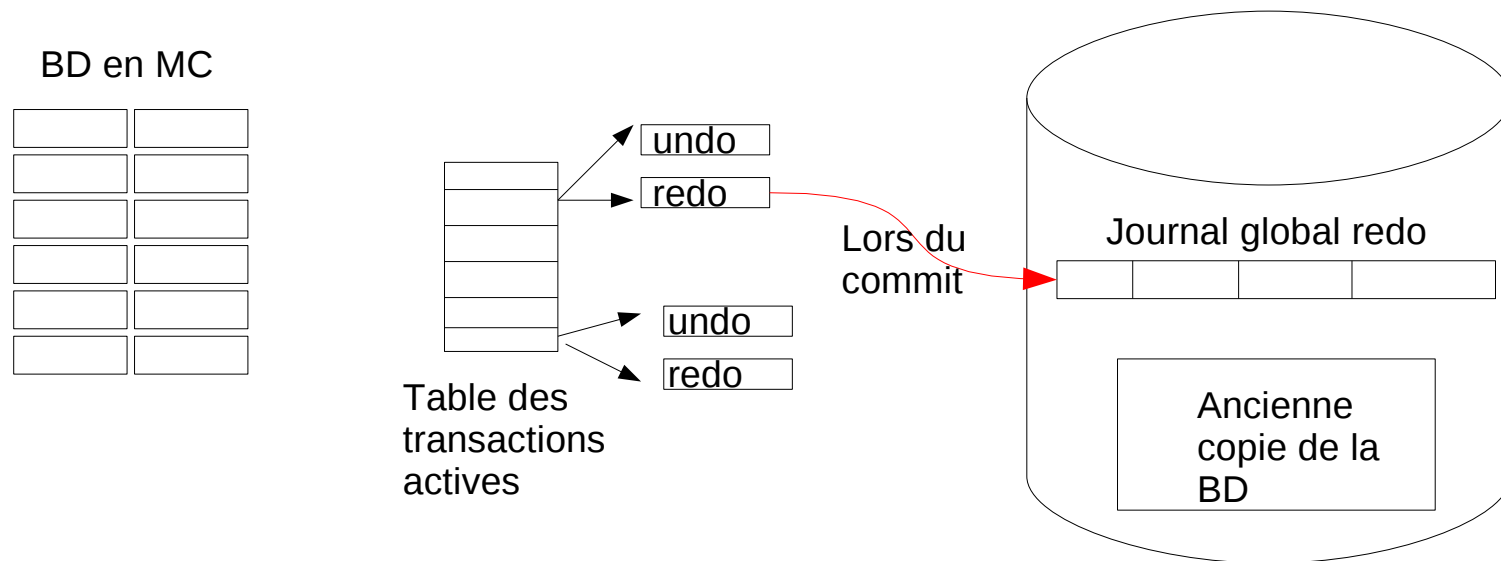 BD en MC
undo
redo
Lors du
commit
undo
redo
Table des
transactions
actives
Journal global redo
Ancienne
copie de la
BD